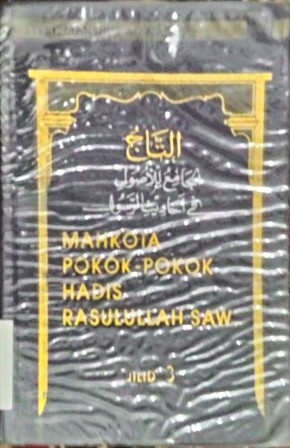 التاج
الجامع للأصول
في أحاديث الرسول
MAHKOTA
POKOK-POKOK
HADIS
RASULULLAH SAW
JILID 3